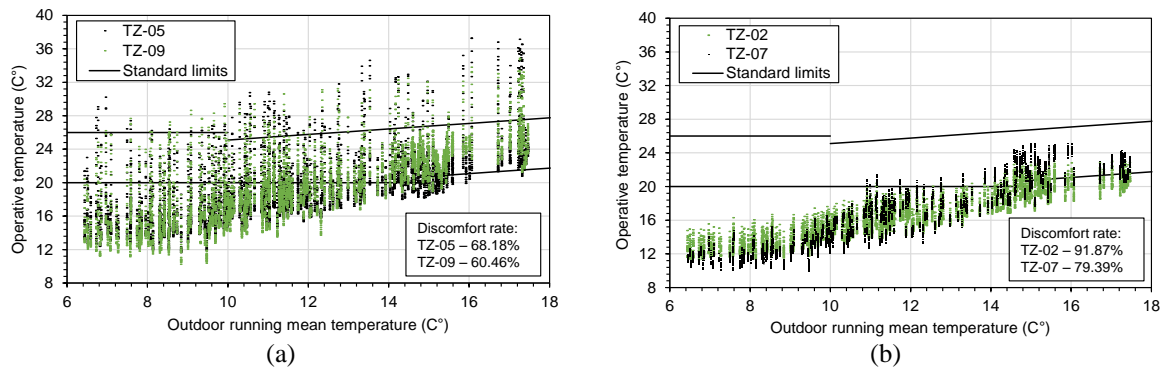 40
36
32
28
24
20
16
12
8
Operative temperature (C°)
TZ-05
TZ-09
Standard limits
Discomfort rate:
TZ-05 – 68.18%
TZ-09 – 60.46%
6 8 10 12 14 16 18
Outdoor running mean temperature (C°)
(a)
40
36
32
28
24
20
16
12
8
Operative temperature (C°)
TZ-02
TZ-07
Standard limits
Discomfort rate:
TZ-02 – 91.87%
TZ-07 – 79.39%
6 8 10 12 14 16 18
Outdoor running mean temperature (C°)
(b)